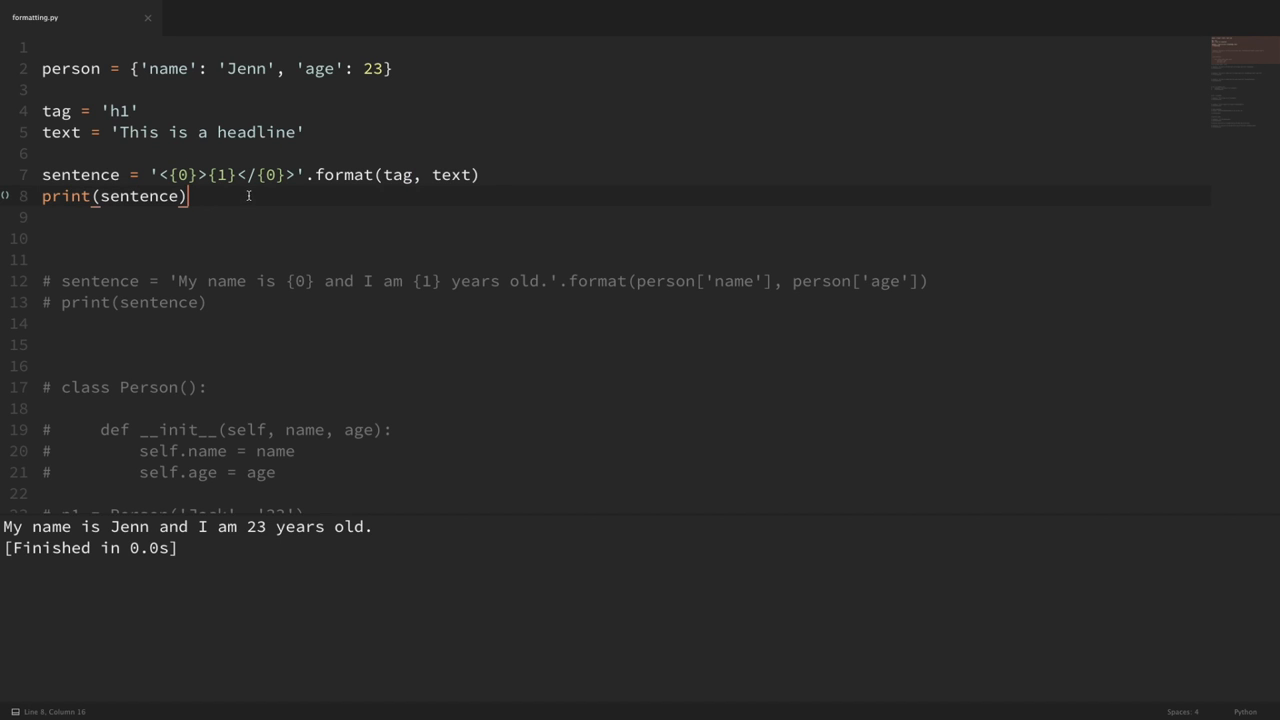 formatting.py
1
2 person = {'name': 'Jenn', 'age': 23}
3
4 tag = 'h1'
5 text = 'This is a headline'
6
7 sentence = '<{0}>{1}</{0}>'.format(tag, text)
8 print(sentence)
9
10
11
12 # sentence = 'My name is {0} and I am {1} years old.'.format(person['name'], person['age'])
13 # print(sentence)
14
15
16
17 # class Person():
18
19 #     def __init__(self, name, age):
20 #         self.name = name
21 #         self.age = age
22
My name is Jenn and I am 23 years old.
[Finished in 0.0s]
Line 8, Column 16 Spaces: 4 Python